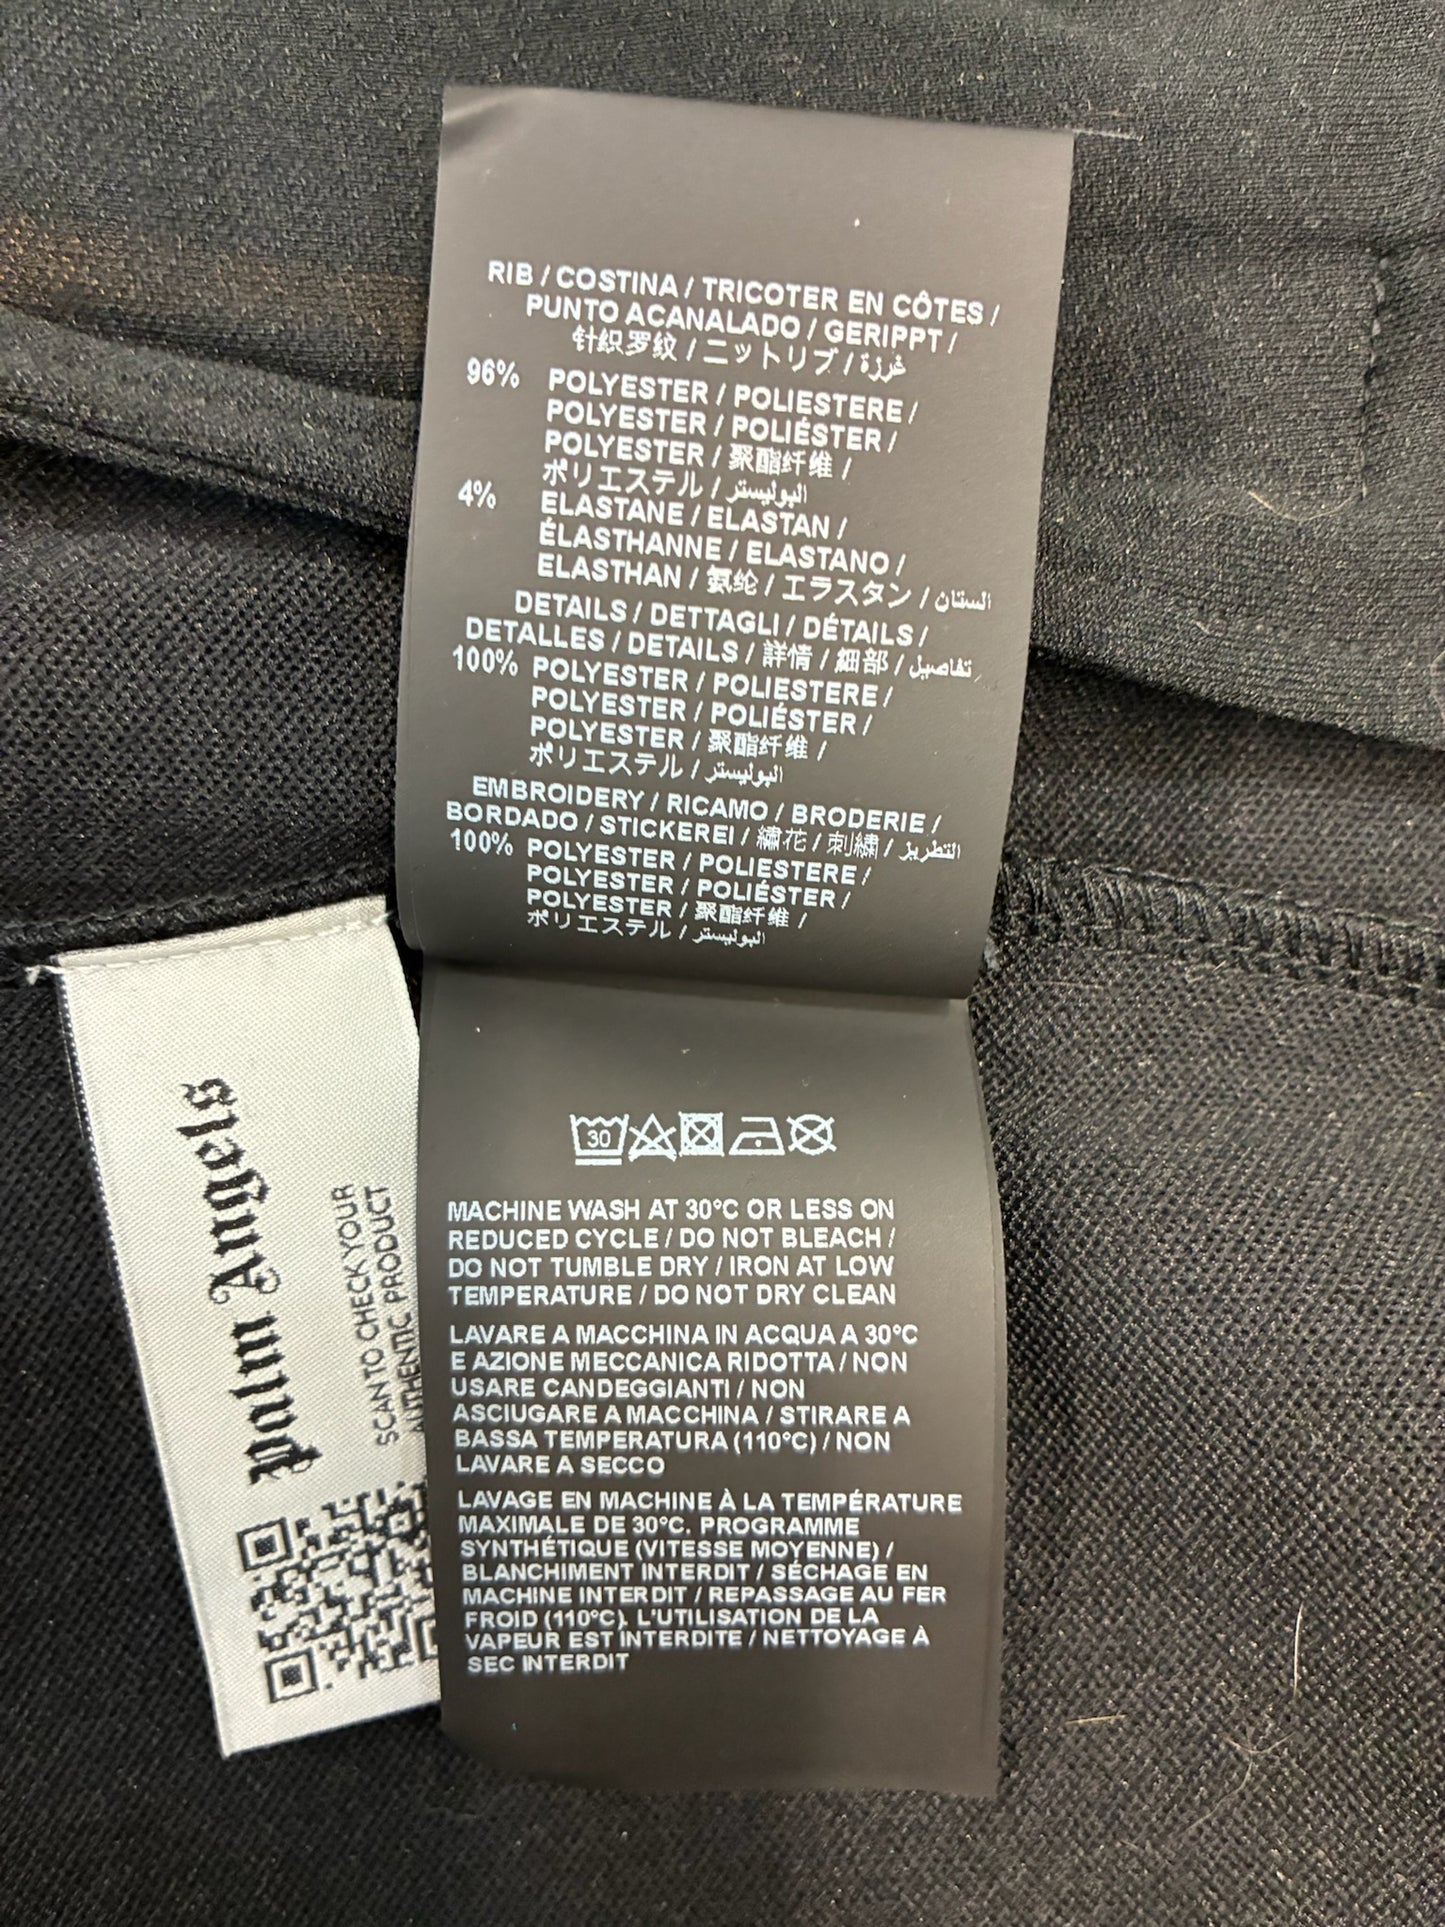 RIB / COSTINA / TRICOTER EN CÔTES /
PUNTO ACANALADO / GERIPPT /
针织罗纹 / ニットリブ / غرزة
96% POLYESTER / POLIESTERE /
POLYESTER / POLIÉSTER /
POLYESTER / 聚酯纤维 /
ポリエステル / البوليستر
4% ELASTANE / ELASTAN /
ÉLASTHANNE / ELASTANO /
ELASTHAN / 氨纶 / エラスタン / الستان
DETAILS / DETTAGLI / DÉTAILS /
DETALLES / DETAILS / 詳情 / 細部 / تفاصيل
100% POLYESTER / POLIESTERE /
POLYESTER / POLIÉSTER /
POLYESTER / 聚酯纤维 /
ポリエステル / البوليستر
EMBROIDERY / RICAMO / BRODERIE /
BORDADO / STICKEREI / 繡花 / 刺繍 / التطريز
100% POLYESTER / POLIESTERE /
POLYESTER / POLIÉSTER /
POLYESTER / 聚酯纤维 /
ポリエステル / البوليستر
30
MACHINE WASH AT 30°C OR LESS ON
REDUCED CYCLE / DO NOT BLEACH /
DO NOT TUMBLE DRY / IRON AT LOW
TEMPERATURE / DO NOT DRY CLEAN
LAVARE A MACCHINA IN ACQUA A 30°C
E AZIONE MECCANICA RIDOTTA / NON
USARE CANDEGGIANTI / NON
ASCIUGARE A MACCHINA / STIRARE A
BASSA TEMPERATURA (110°C) / NON
LAVARE A SECCO
LAVAGE EN MACHINE À LA TEMPÉRATURE
MAXIMALE DE 30°C. PROGRAMME
SYNTHÉTIQUE (VITESSE MOYENNE) /
BLANCHIMENT INTERDIT / SÉCHAGE EN
MACHINE INTERDIT / REPASSAGE AU FER
FROID (110°C). L'UTILISATION DE LA
VAPEUR EST INTERDITE / NETTOYAGE À
SEC INTERDIT
Palm Angels
SCAN TO CHECK YOUR
AUTHENTIC PRODUCT